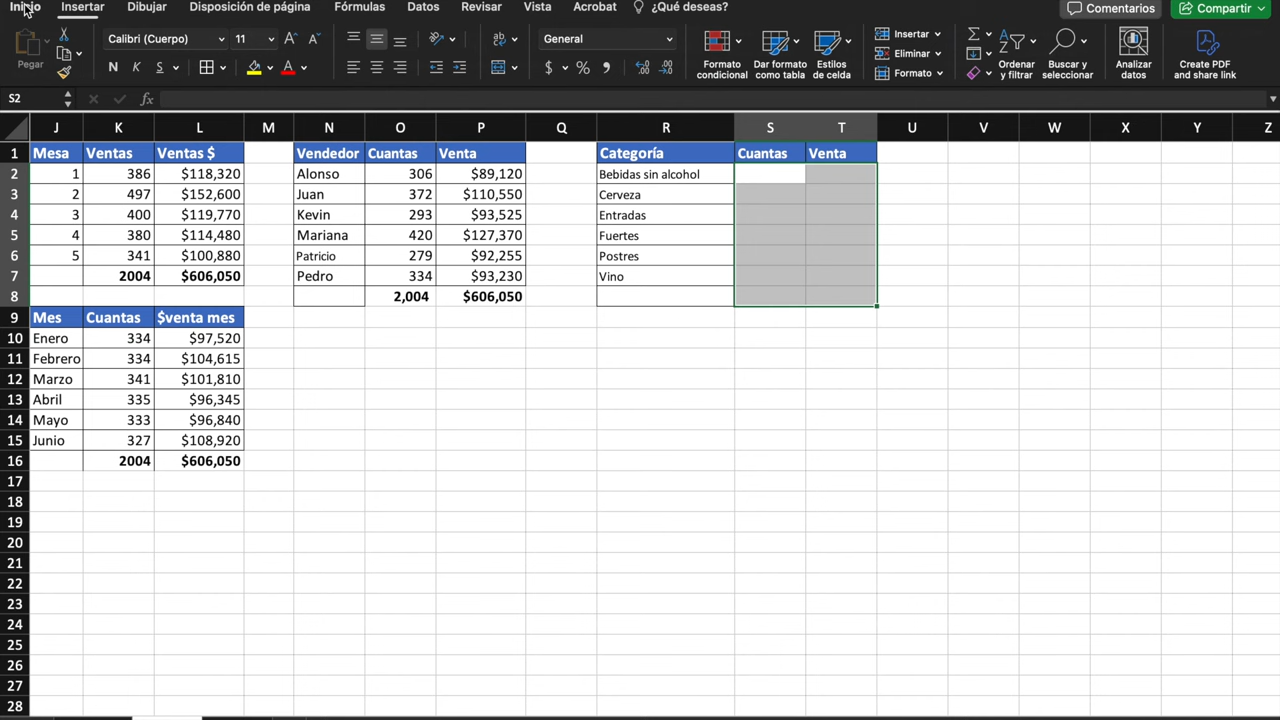 Inicio Insertar Dibujar Disposición de página Fórmulas Datos Revisar Vista Acrobat ¿Qué deseas? Comentarios Compartir
Pegar Calibri (Cuerpo) 11 General Insertar
N K S $ % Formato condicional Dar formato como tabla Estilos de celda Eliminar Formato Ordenar y filtrar Buscar y seleccionar Analizar datos Create PDF and share link
S2 fx
J K L M N O P Q R S T U V W X Y Z
1 Mesa Ventas Ventas $ Vendedor Cuantas Venta Categoría Cuantas Venta
2 1 386 $118,320 Alonso 306 $89,120 Bebidas sin alcohol
3 2 497 $152,600 Juan 372 $110,550 Cerveza
4 3 400 $119,770 Kevin 293 $93,525 Entradas
5 4 380 $114,480 Mariana 420 $127,370 Fuertes
6 5 341 $100,880 Patricio 279 $92,255 Postres
7 2004 $606,050 Pedro 334 $93,230 Vino
8 2,004 $606,050
9 Mes Cuantas $venta mes
10 Enero 334 $97,520
11 Febrero 334 $104,615
12 Marzo 341 $101,810
13 Abril 335 $96,345
14 Mayo 333 $96,840
15 Junio 327 $108,920
16 2004 $606,050
17
18
19
20
21
22
23
24
25
26
27
28